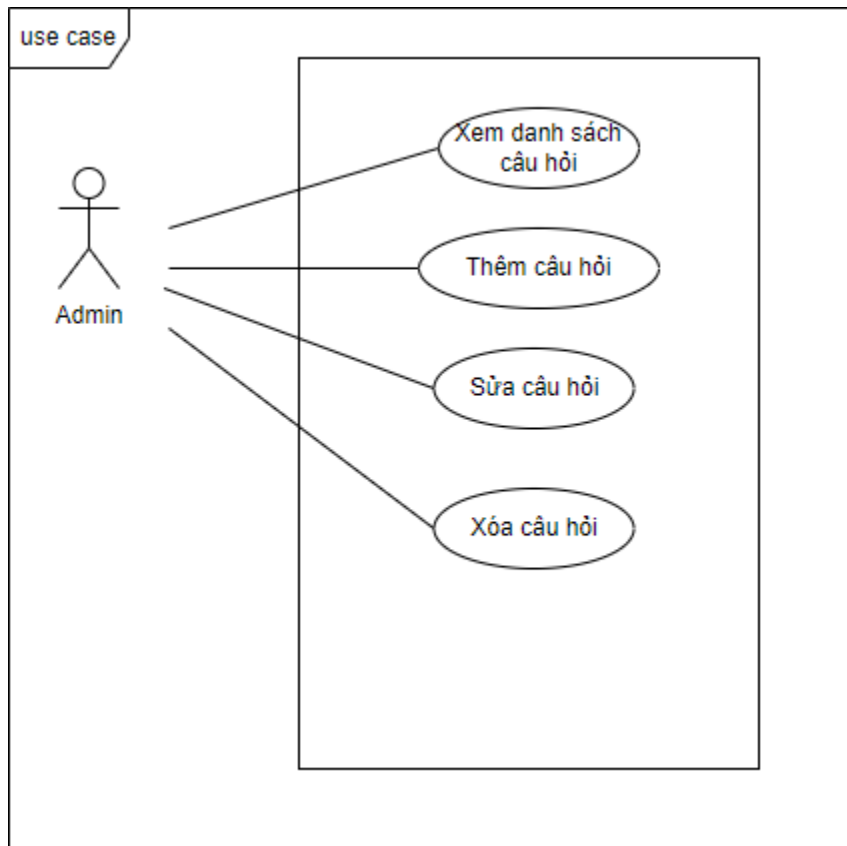 use case
Xem danh sách
câu hỏi
Thêm câu hỏi
Admin
Sửa câu hỏi
Xóa câu hỏi